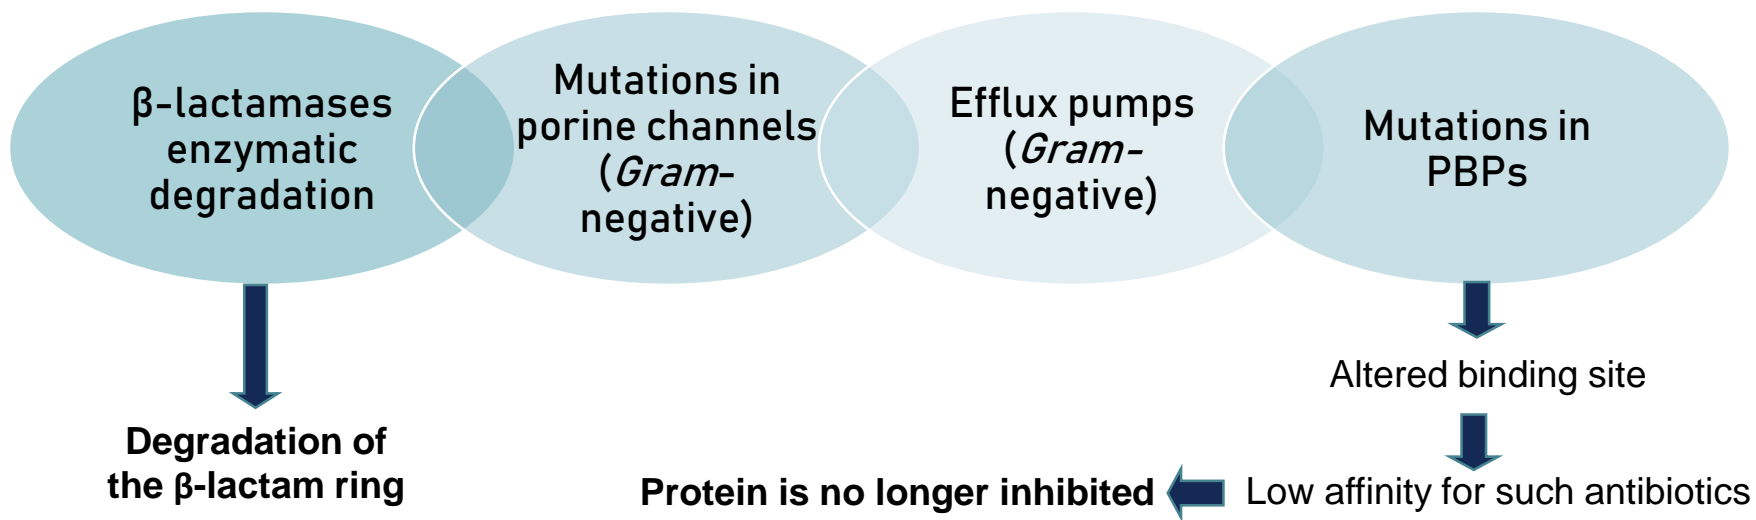 β-lactamases
enzymatic
degradation
Mutations in
porine channels
(Gram-
negative)
Efflux pumps
(Gram-
negative)
Mutations in
PBPs
Degradation of
the β-lactam ring
Altered binding site
Low affinity for such antibiotics
Protein is no longer inhibited